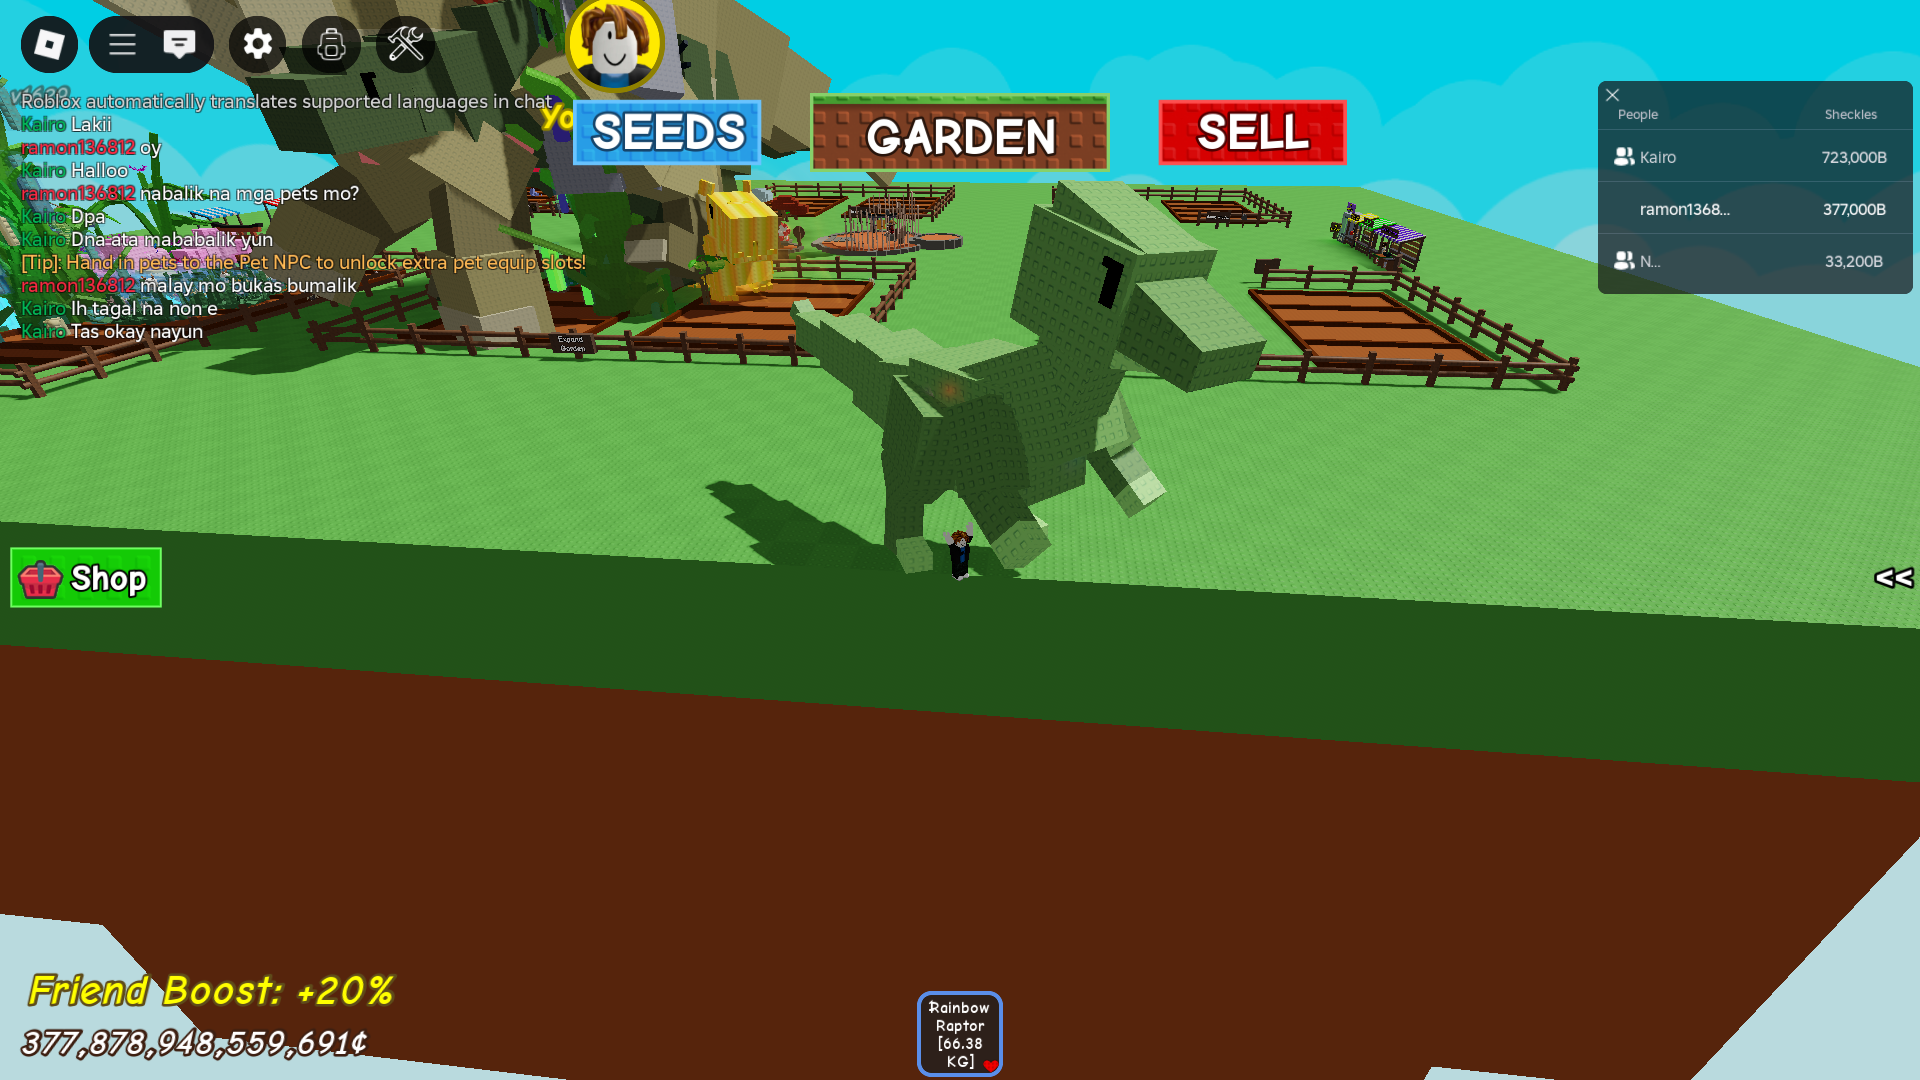 Roblox automatically translates supported languages in chat
Kairo Lakii
ramon136812 oy
Kairo Halloo
ramon136812 nabalik na mga pets mo?
Kairo Dpa
Kairo Dna ata mababalik yun
[Tip]: Hand in pets to the Pet NPC to unlock extra pet equip slots!
ramon136812 malay mo bukas bumalik
Kairo Ih tagal na non e
Kairo Tas okay nayun
Yo
SEEDS
GARDEN
SELL
People Sheckles
Kairo 723,000B
ramon1368... 377,000B
N... 33,200B
Expand
Garden
Shop
<<
Friend Boost: +20%
377,878,948,559,691¢
Rainbow
Raptor
[66.38
KG]